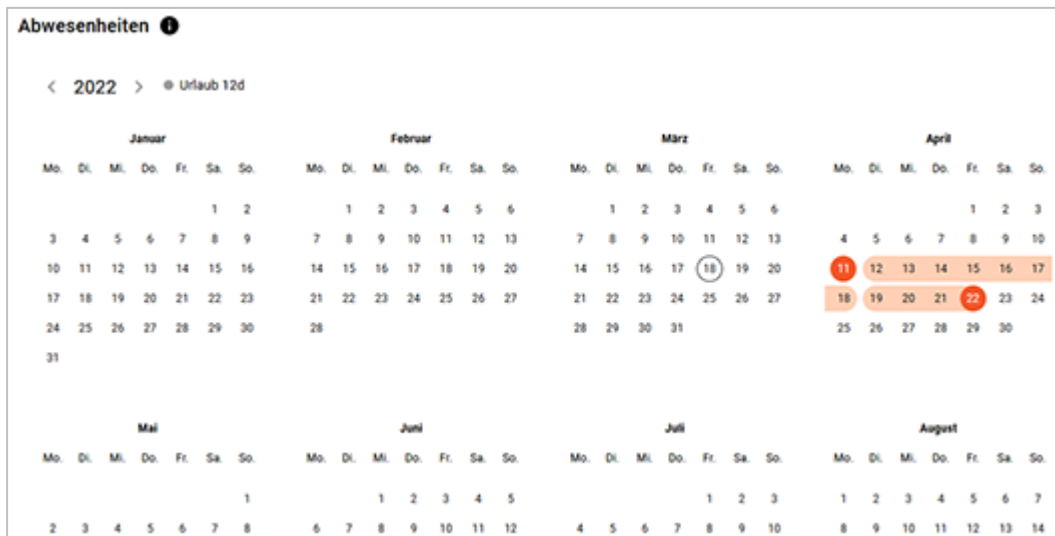 Abwesenheiten i
< 2022 > Urlaub 12d
Januar Februar März April
Mo. Di. Mi. Do. Fr. Sa. So. Mo. Di. Mi. Do. Fr. Sa. So. Mo. Di. Mi. Do. Fr. Sa. So. Mo. Di. Mi. Do. Fr. Sa. So.
1 2 1 2 3 4 5 6 1 2 3 4 5 6 1 2 3
3 4 5 6 7 8 9 7 8 9 10 11 12 13 7 8 9 10 11 12 13 4 5 6 7 8 9 10
10 11 12 13 14 15 16 14 15 16 17 18 19 20 14 15 16 17 18 19 20 11 12 13 14 15 16 17
17 18 19 20 21 22 23 21 22 23 24 25 26 27 21 22 23 24 25 26 27 18 19 20 21 22 23 24
24 25 26 27 28 29 30 28 28 29 30 31 25 26 27 28 29 30
31
Mai Juni Juli August
Mo. Di. Mi. Do. Fr. Sa. So. Mo. Di. Mi. Do. Fr. Sa. So. Mo. Di. Mi. Do. Fr. Sa. So. Mo. Di. Mi. Do. Fr. Sa. So.
1 1 2 3 4 5 1 2 3 1 2 3 4 5 6 7
2 3 4 5 6 7 8 6 7 8 9 10 11 12 4 5 6 7 8 9 10 8 9 10 11 12 13 14